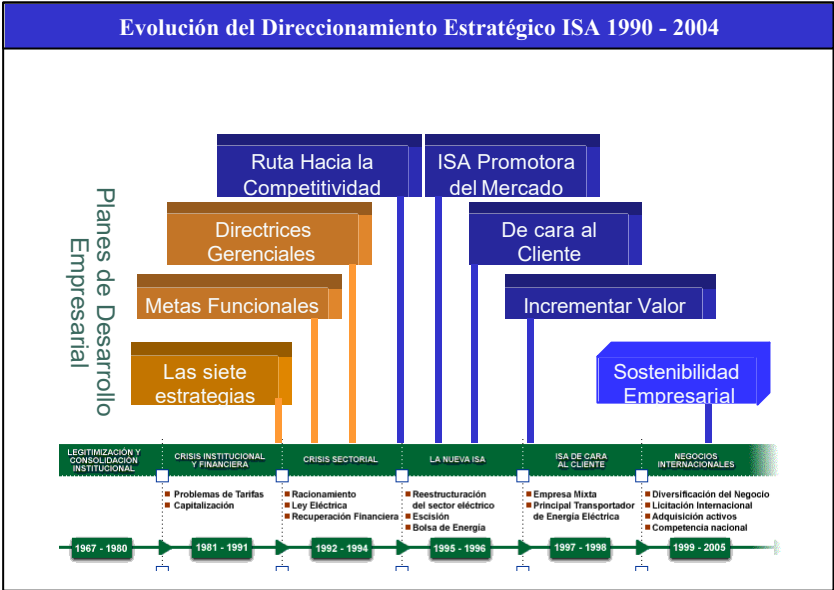 Evolución del Direccionamiento Estratégico ISA 1990 - 2004
Planes de Desarrollo
Empresarial
Ruta Hacia la
Competitividad
ISA Promotora
del Mercado
Directrices
Gerenciales
De cara al
Cliente
Metas Funcionales
Incrementar Valor
Las siete
estrategias
Sostenibilidad
Empresarial
LEGITIMIZACIÓN Y
CONSOLIDACIÓN
INSTITUCIONAL
CRISIS INSTITUCIONAL
Y FINANCIERA
CRISIS SECTORIAL
LA NUEVA ISA
ISA DE CARA
AL CLIENTE
NEGOCIOS
INTERNACIONALES
Problemas de Tarifas
Capitalización
Racionamiento
Ley Eléctrica
Recuperación Financiera
Reestructuración
del sector eléctrico
Escisión
Bolsa de Energía
Empresa Mixta
Principal Transportador
de Energía Eléctrica
Diversificación del Negocio
Licitación Internacional
Adquisición activos
Competencia nacional
1967 - 1980
1981 - 1991
1992 - 1994
1995 - 1996
1997 - 1998
1999 - 2005